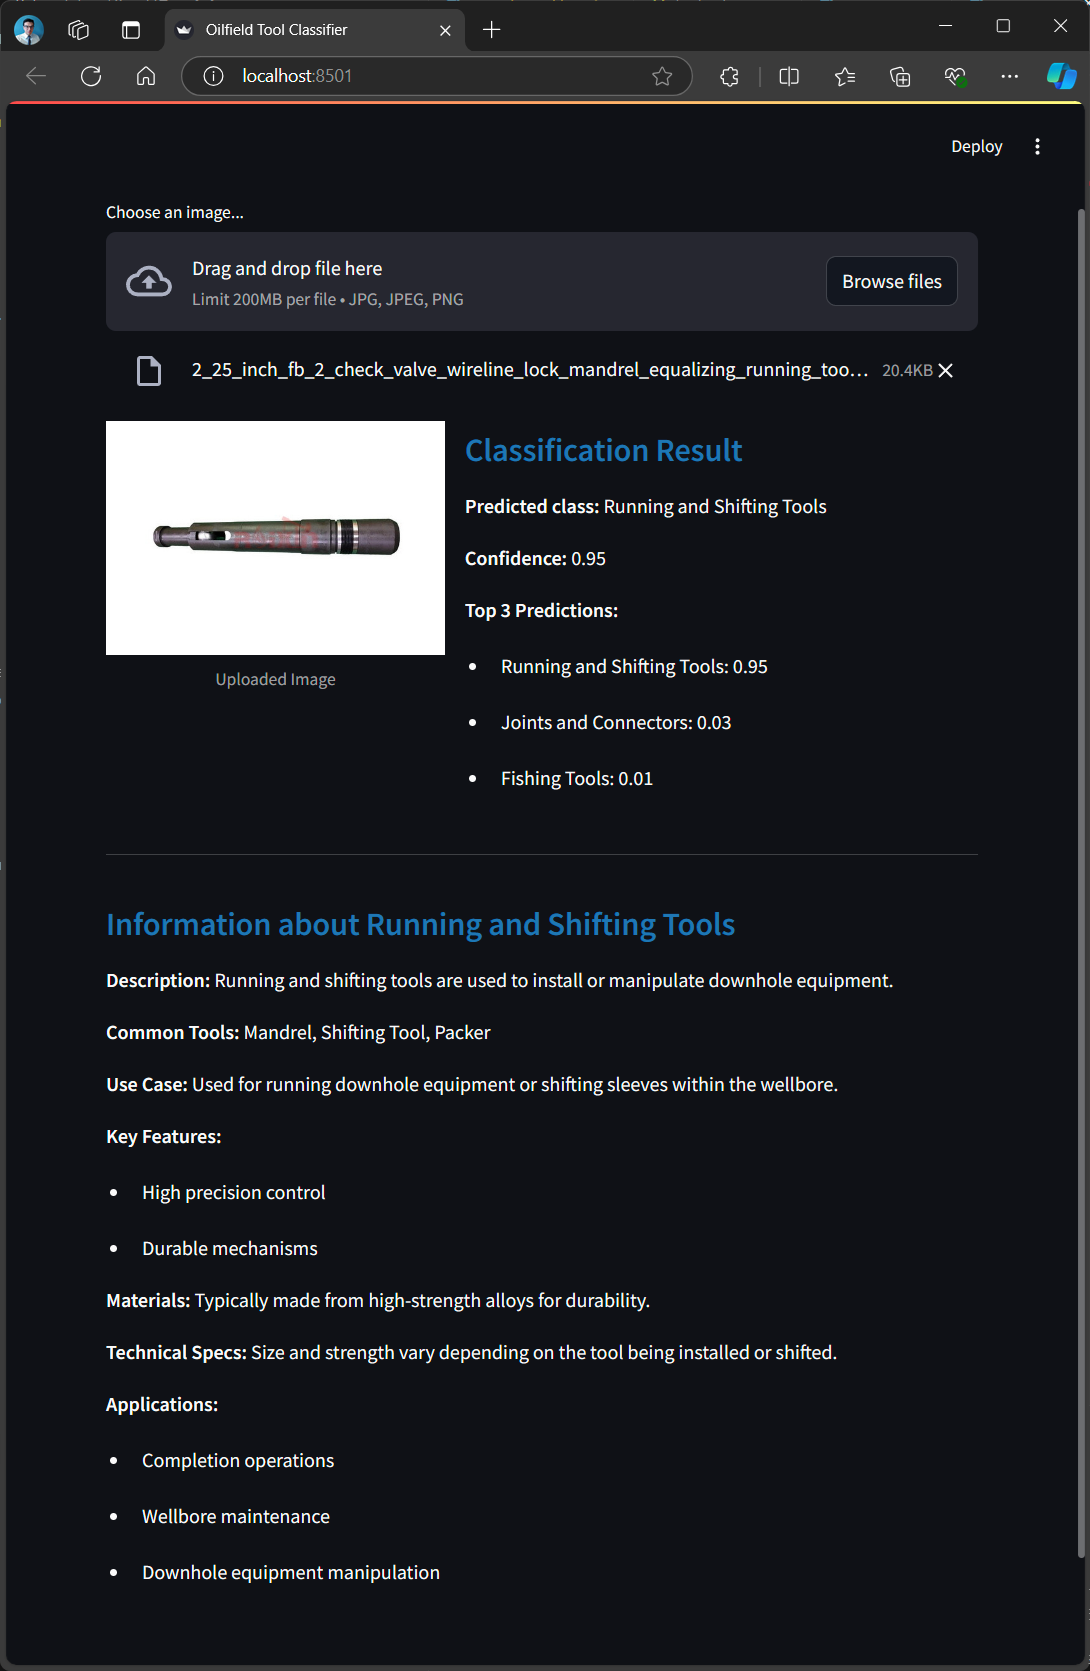 Oilfield Tool Classifier
localhost:8501
Deploy
Choose an image...
Drag and drop file here
Limit 200MB per file • JPG, JPEG, PNG
Browse files
2_25_inch_fb_2_check_valve_wireline_lock_mandrel_equalizing_running_too... 20.4KB
Classification Result
Predicted class: Running and Shifting Tools
Confidence: 0.95
Top 3 Predictions:
• Running and Shifting Tools: 0.95
• Joints and Connectors: 0.03
• Fishing Tools: 0.01
Uploaded Image
Information about Running and Shifting Tools
Description: Running and shifting tools are used to install or manipulate downhole equipment.
Common Tools: Mandrel, Shifting Tool, Packer
Use Case: Used for running downhole equipment or shifting sleeves within the wellbore.
Key Features:
• High precision control
• Durable mechanisms
Materials: Typically made from high-strength alloys for durability.
Technical Specs: Size and strength vary depending on the tool being installed or shifted.
Applications:
• Completion operations
• Wellbore maintenance
• Downhole equipment manipulation